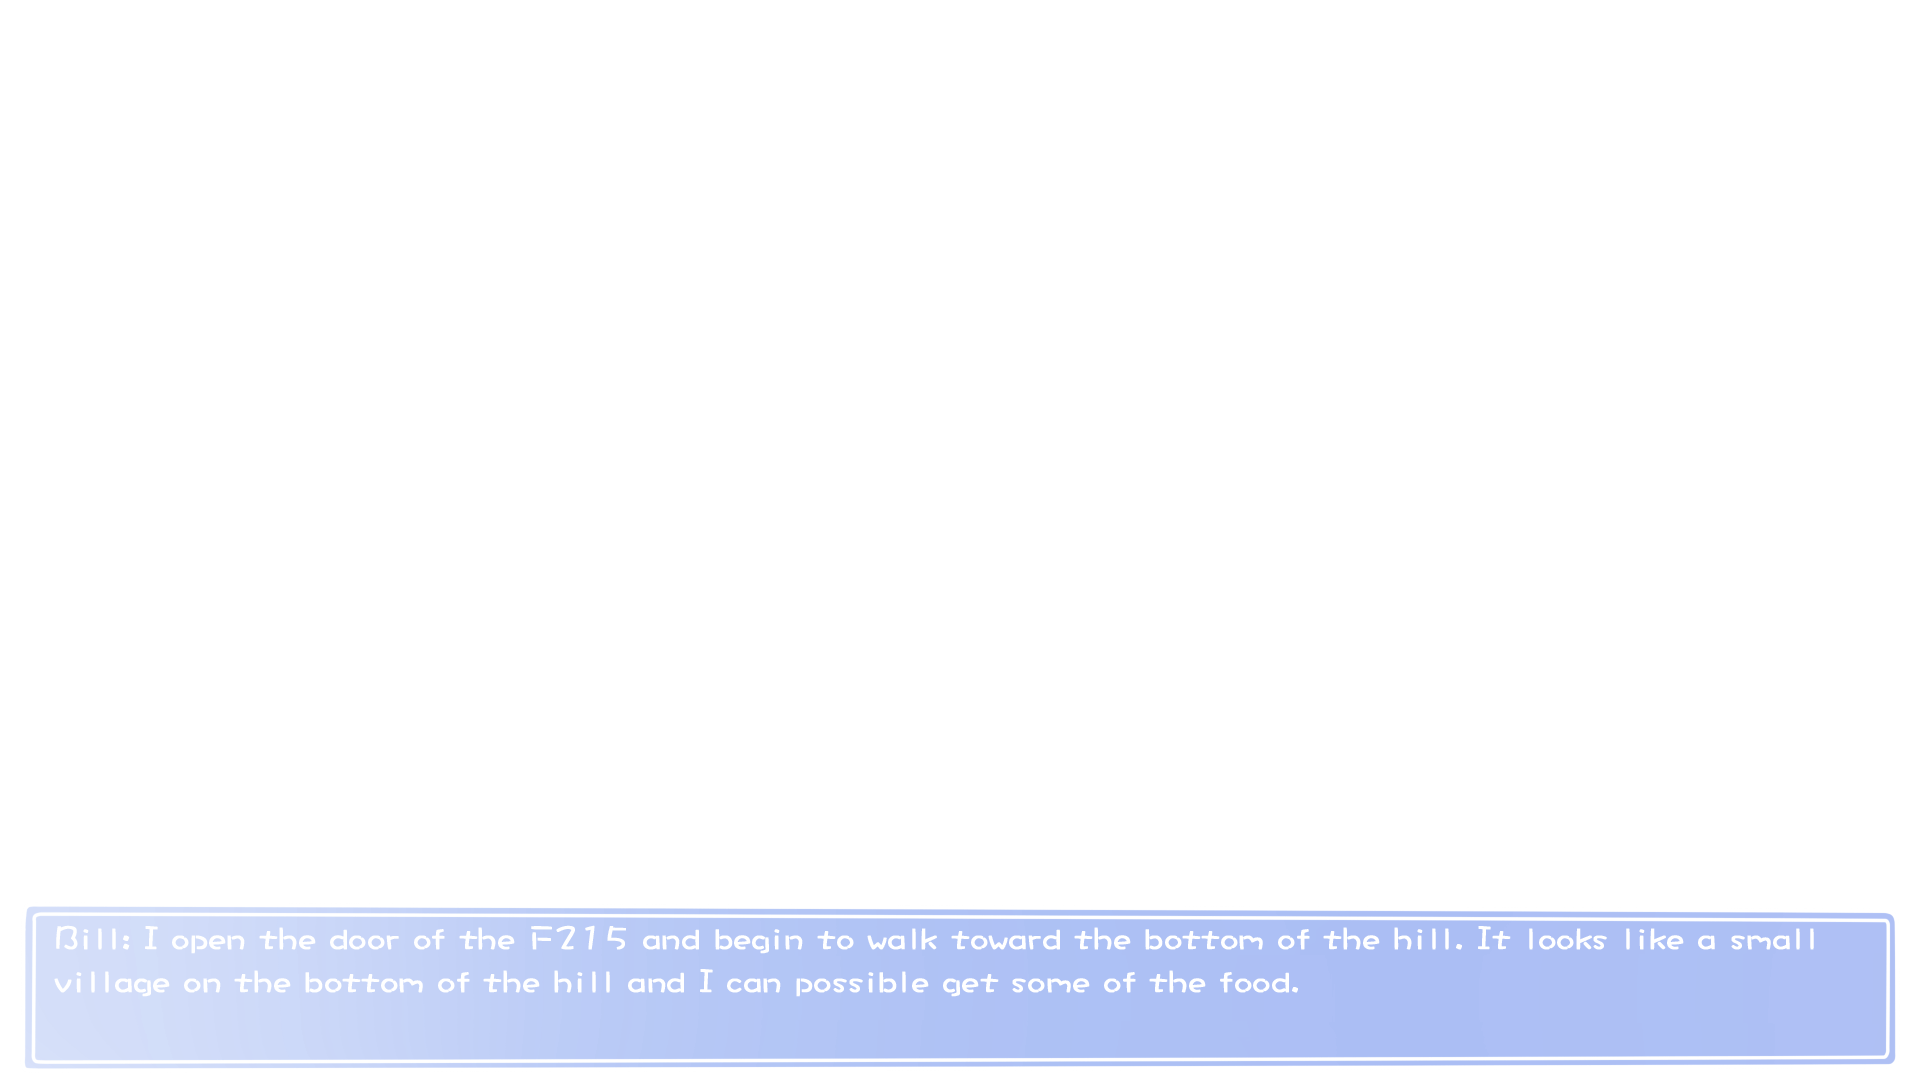 Bill: I open the door of the F215 and begin to walk toward the bottom of the hill. It looks like a small
village on the bottom of the hill and I can possible get some of the food.